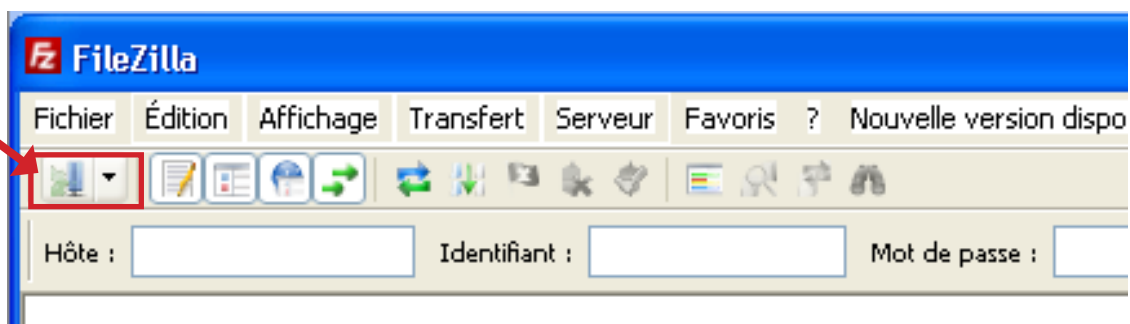 FileZilla
Fichier Édition Affichage Transfert Serveur Favoris ? Nouvelle version dispo
Hôte : Identifiant : Mot de passe :